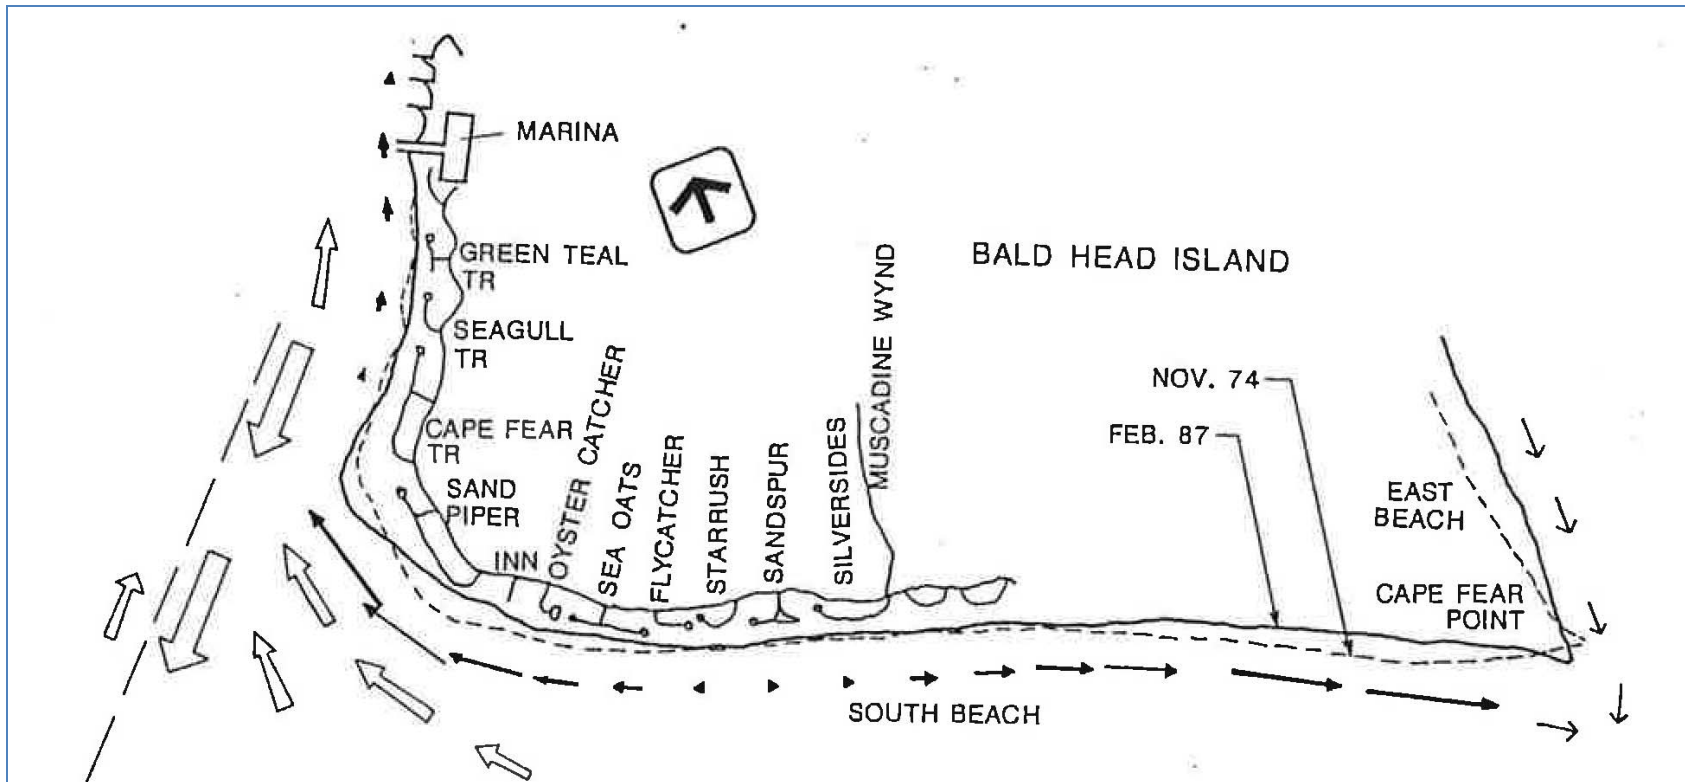 MARINA
BALD HEAD ISLAND
GREEN TEAL
TR
SEAGULL
TR
CAPE FEAR
TR
SAND
PIPER
INN
OYSTER CATCHER
SEA OATS
FLYCATCHER
STARRUSH
SANDSPUR
SILVERSIDES
MUSCADINE WYND
NOV. 74
FEB. 87
EAST
BEACH
CAPE FEAR
POINT
SOUTH BEACH